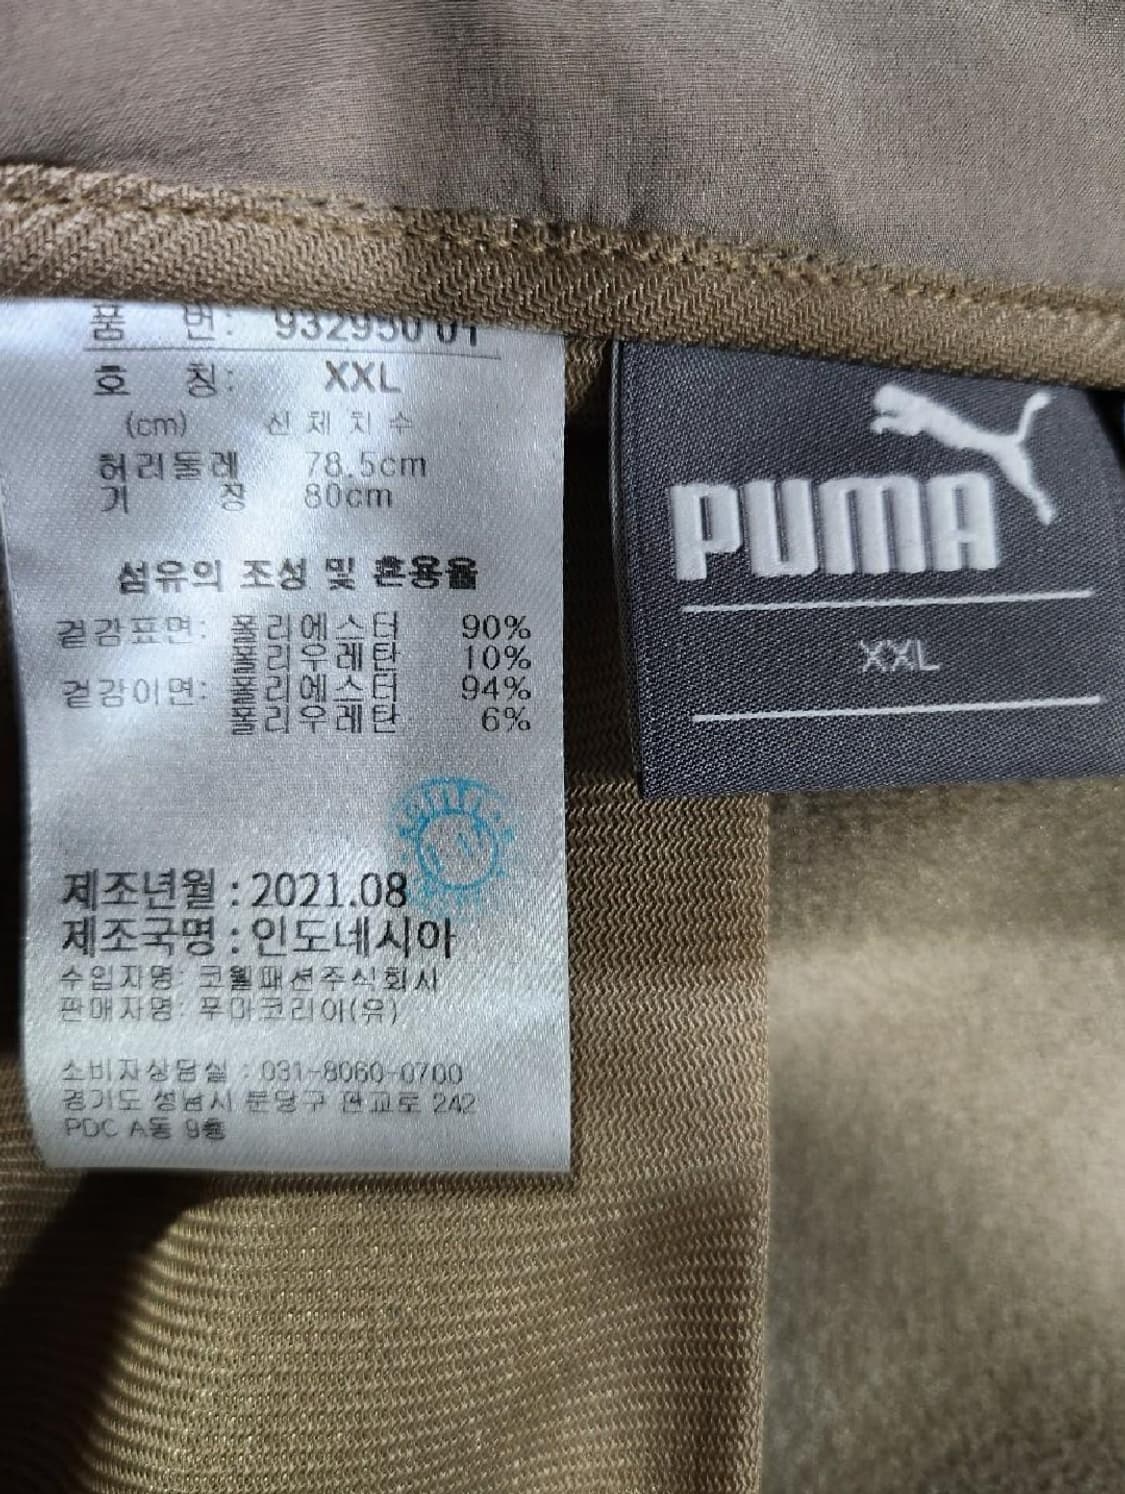 품 번: 932950 01
호 칭: XXL
(cm) 신체치수
허리둘레 78.5cm
기 장 80cm
섬유의 조성 및 혼용율
겉감표면: 폴리에스터 90%
폴리우레탄 10%
겉감이면: 폴리에스터 94%
폴리우레탄 6%
제조년월 : 2021.08
제조국명 : 인도네시아
수입자명: 코웰패션주식회사
판매자명: 푸마코리아(유)
소비자상담실 : 031-8060-0700
경기도 성남시 분당구 판교로 242
PDC A동 9층
PUMA
XXL